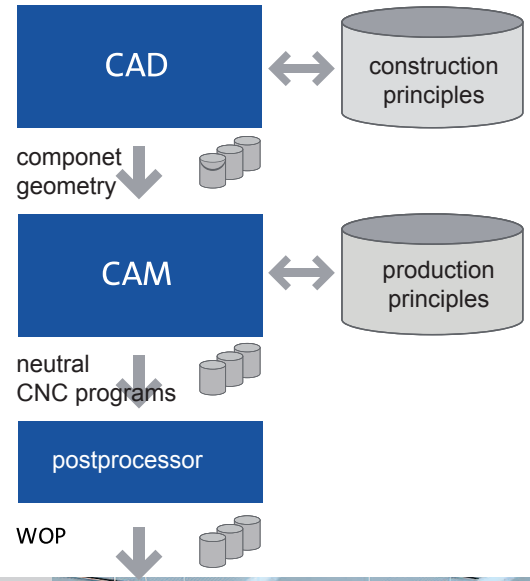 CAD
construction
principles
componet
geometry
CAM
production
principles
neutral
CNC programs
postprocessor
WOP